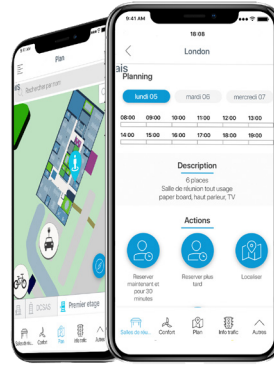 Plan
Rechercher par nom
OCSAS
Premier etage
Confort
Plan
Info trafic
Autres
9:41 AM
16:08
London
ais
Planning
lundi 05
mardi 06
mercredi 07
08:00 09:00 10:00 11:00 12:00 13:00
14:00 15:00 16:00 17:00 18:00 19:00
Description
6 places
Salle de réunion tout usage
paper board, haut parleur, TV
Actions
Reserver
maintenant et
pour 30
minutes
Reserver plus
tard
Localiser
Salles de réu...
Confort
Plan
Info trafic
Autres